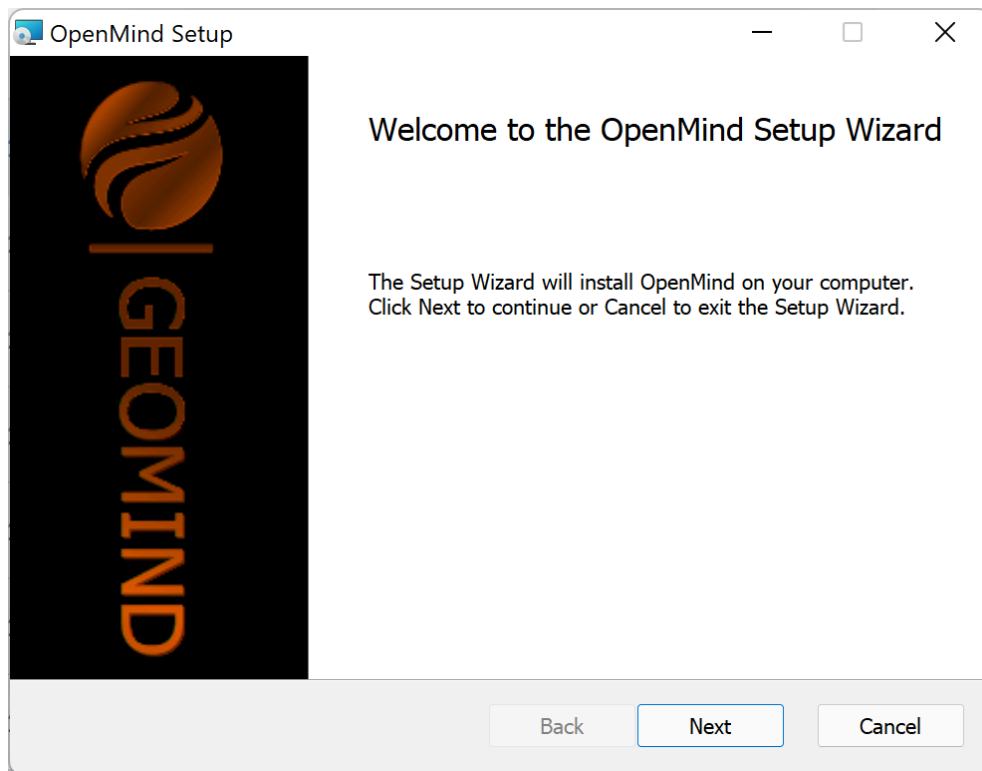 OpenMind Setup
Welcome to the OpenMind Setup Wizard
The Setup Wizard will install OpenMind on your computer.
Click Next to continue or Cancel to exit the Setup Wizard.
GEOMIND
Back
Next
Cancel